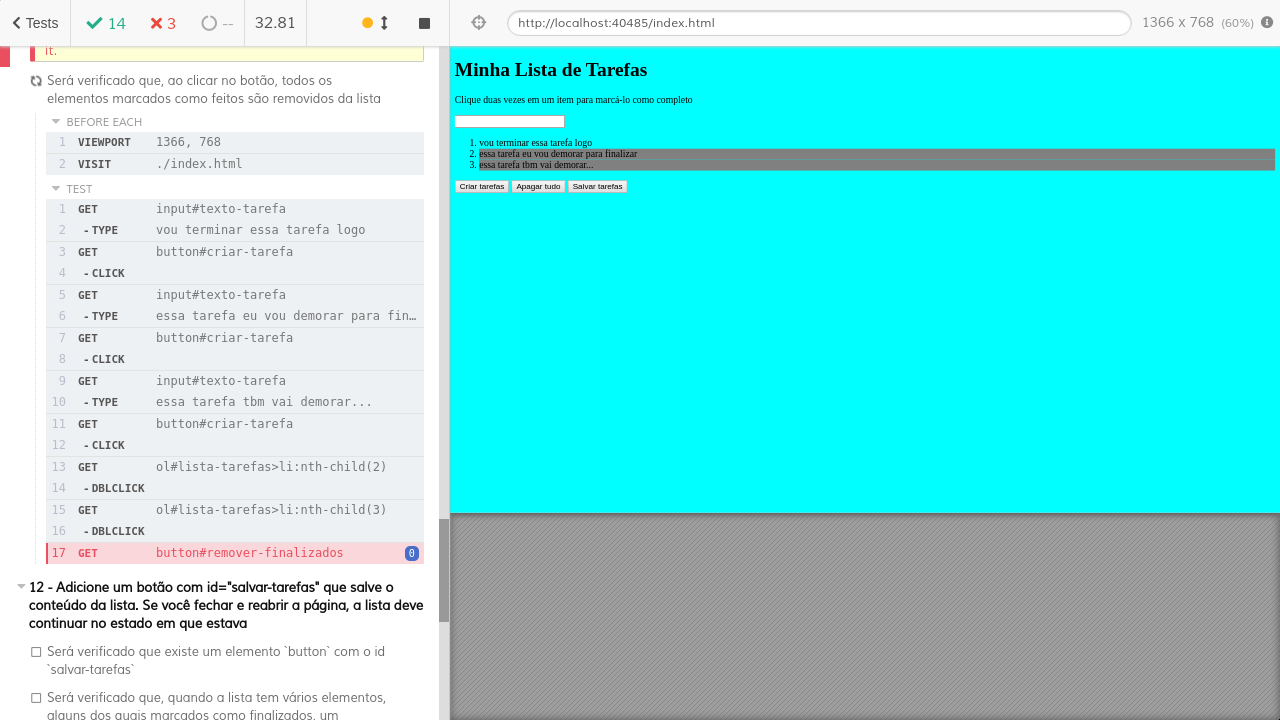 Tests 14 3 -- 32.81
http://localhost:40485/index.html 1366 x 768 (60%)
it.
Será verificado que, ao clicar no botão, todos os
elementos marcados como feitos são removidos da lista
BEFORE EACH
1 VIEWPORT 1366, 768
2 VISIT ./index.html
TEST
1 GET input#texto-tarefa
2 -TYPE vou terminar essa tarefa logo
3 GET button#criar-tarefa
4 -CLICK
5 GET input#texto-tarefa
6 -TYPE essa tarefa eu vou demorar para fin…
7 GET button#criar-tarefa
8 -CLICK
9 GET input#texto-tarefa
10 -TYPE essa tarefa tbm vai demorar...
11 GET button#criar-tarefa
12 -CLICK
13 GET ol#lista-tarefas>li:nth-child(2)
14 -DBLCLICK
15 GET ol#lista-tarefas>li:nth-child(3)
16 -DBLCLICK
17 GET button#remover-finalizados 0
12 - Adicione um botão com id="salvar-tarefas" que salve o
conteúdo da lista. Se você fechar e reabrir a página, a lista deve
continuar no estado em que estava
Será verificado que existe um elemento `button` com o id
`salvar-tarefas`
Será verificado que, quando a lista tem vários elementos,
alguns dos quais marcados como finalizados, um
Minha Lista de Tarefas
Clique duas vezes em um item para marcá-lo como completo
1. vou terminar essa tarefa logo
2. essa tarefa eu vou demorar para finalizar
3. essa tarefa tbm vai demorar...
Criar tarefas Apagar tudo Salvar tarefas